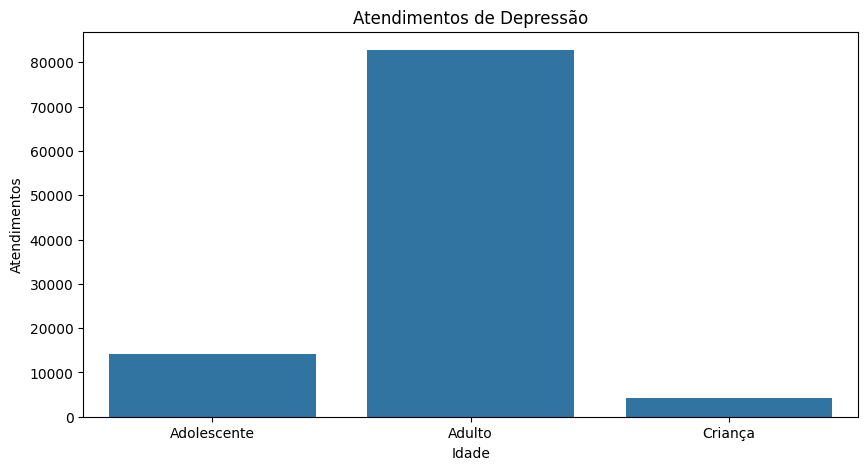 Atendimentos de Depressão
80000
70000
60000
50000
40000
30000
20000
10000
0
Atendimentos
Adolescente Adulto Criança
Idade